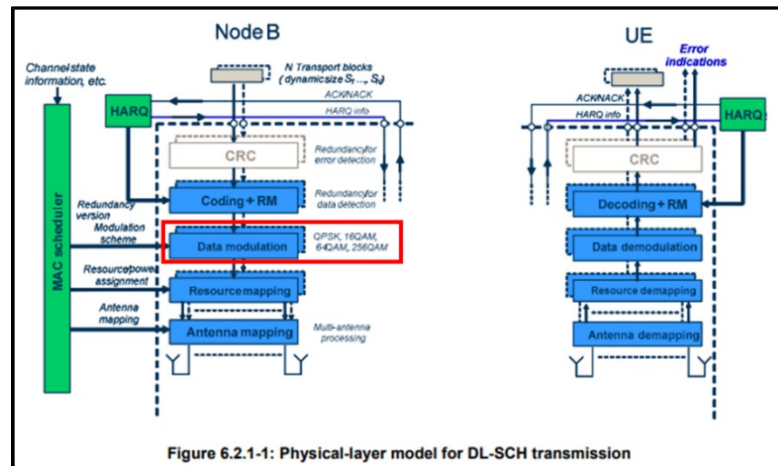 Node B
UE
N Transport blocks
(dynamic size S1..., SN)
Channel state
information, etc.
Error
indications
ACK/NACK
HARQ info
HARQ
CRC
Redundancy for
error detection
Coding + RM
Redundancy for
data detection
Redundancy
version
Modulation
scheme
Data modulation
QPSK, 16QAM,
64QAM, 256QAM
MAC scheduler
Resource/power
assignment
Resource mapping
Antenna
mapping
Antenna mapping
Multi-antenna
processing
ACK/NACK
HARQ info
HARQ
CRC
Decoding + RM
Data demodulation
Resource demapping
Antenna demapping
Figure 6.2.1-1: Physical-layer model for DL-SCH transmission